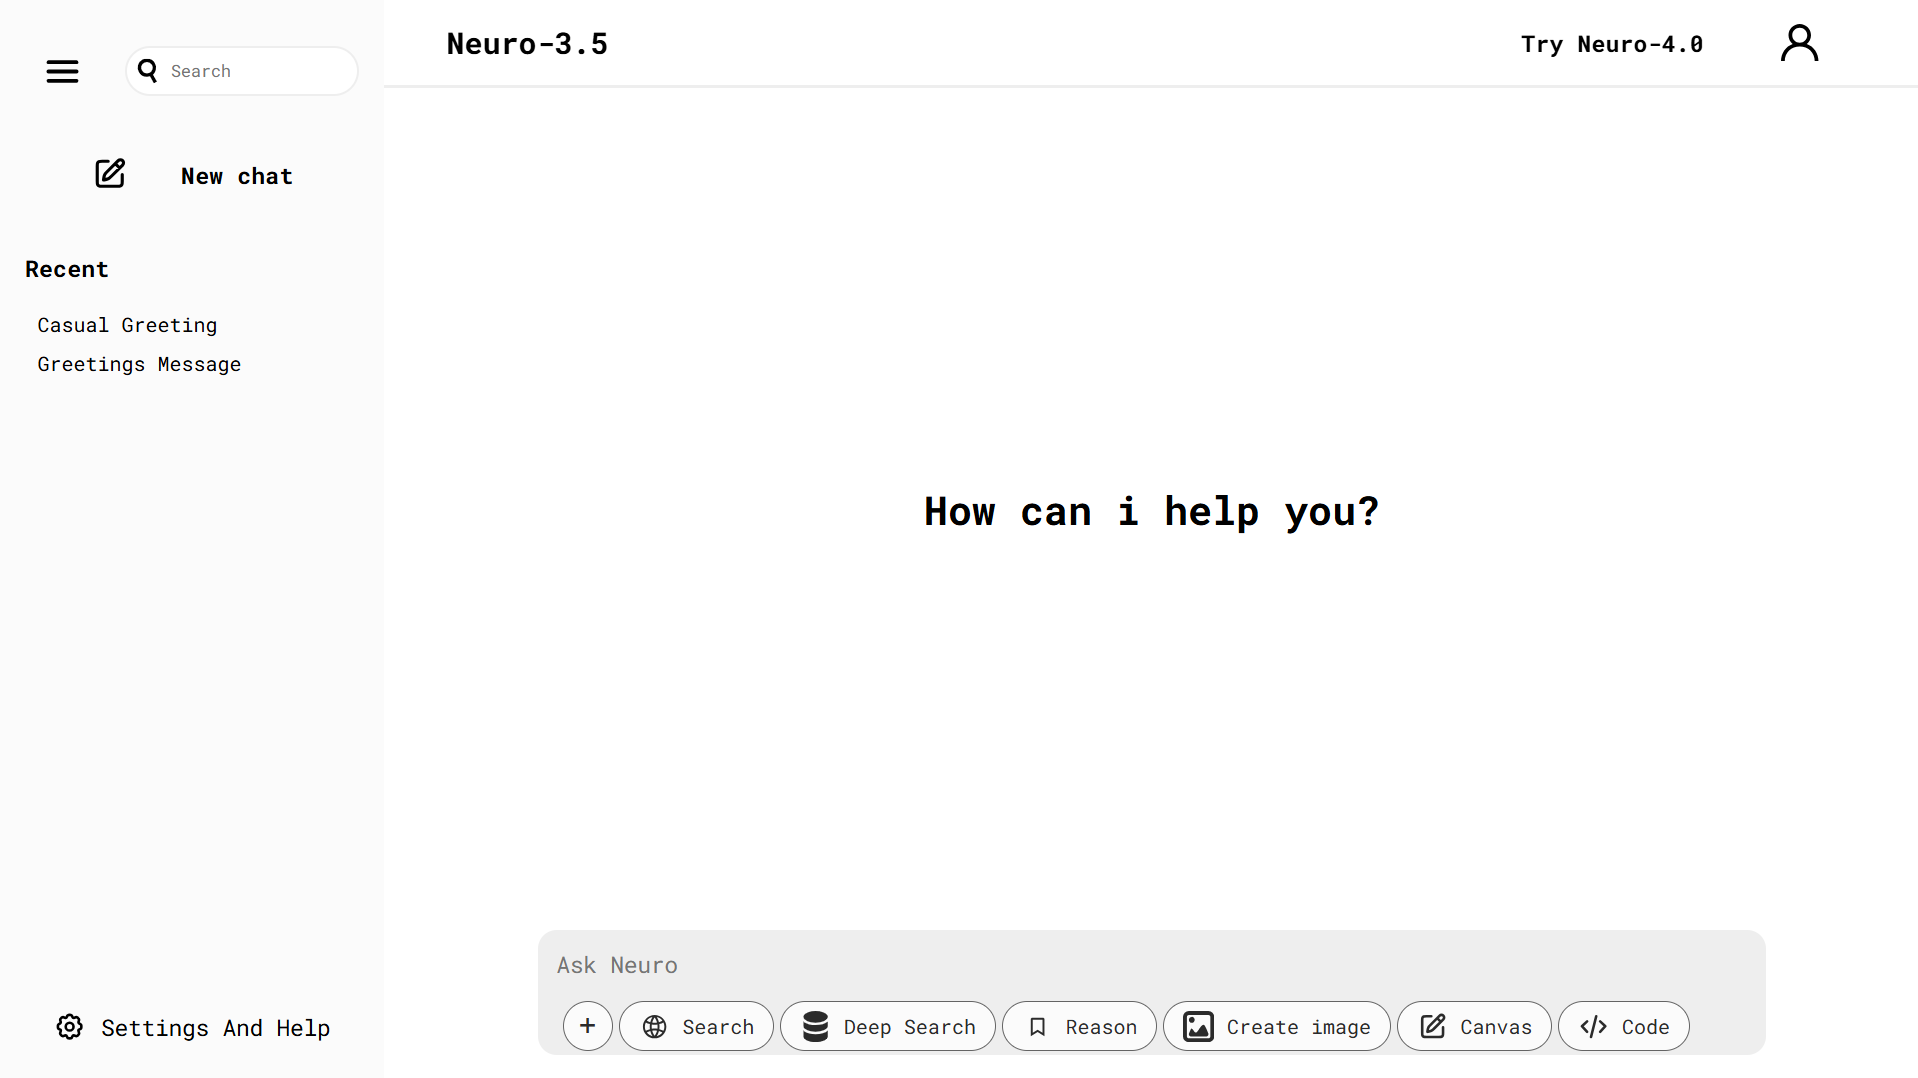 Search
New chat
Recent
Casual Greeting
Greetings Message
Settings And Help
Neuro-3.5
Try Neuro-4.0
How can i help you?
Ask Neuro
+ Search Deep Search Reason Create image Canvas </> Code